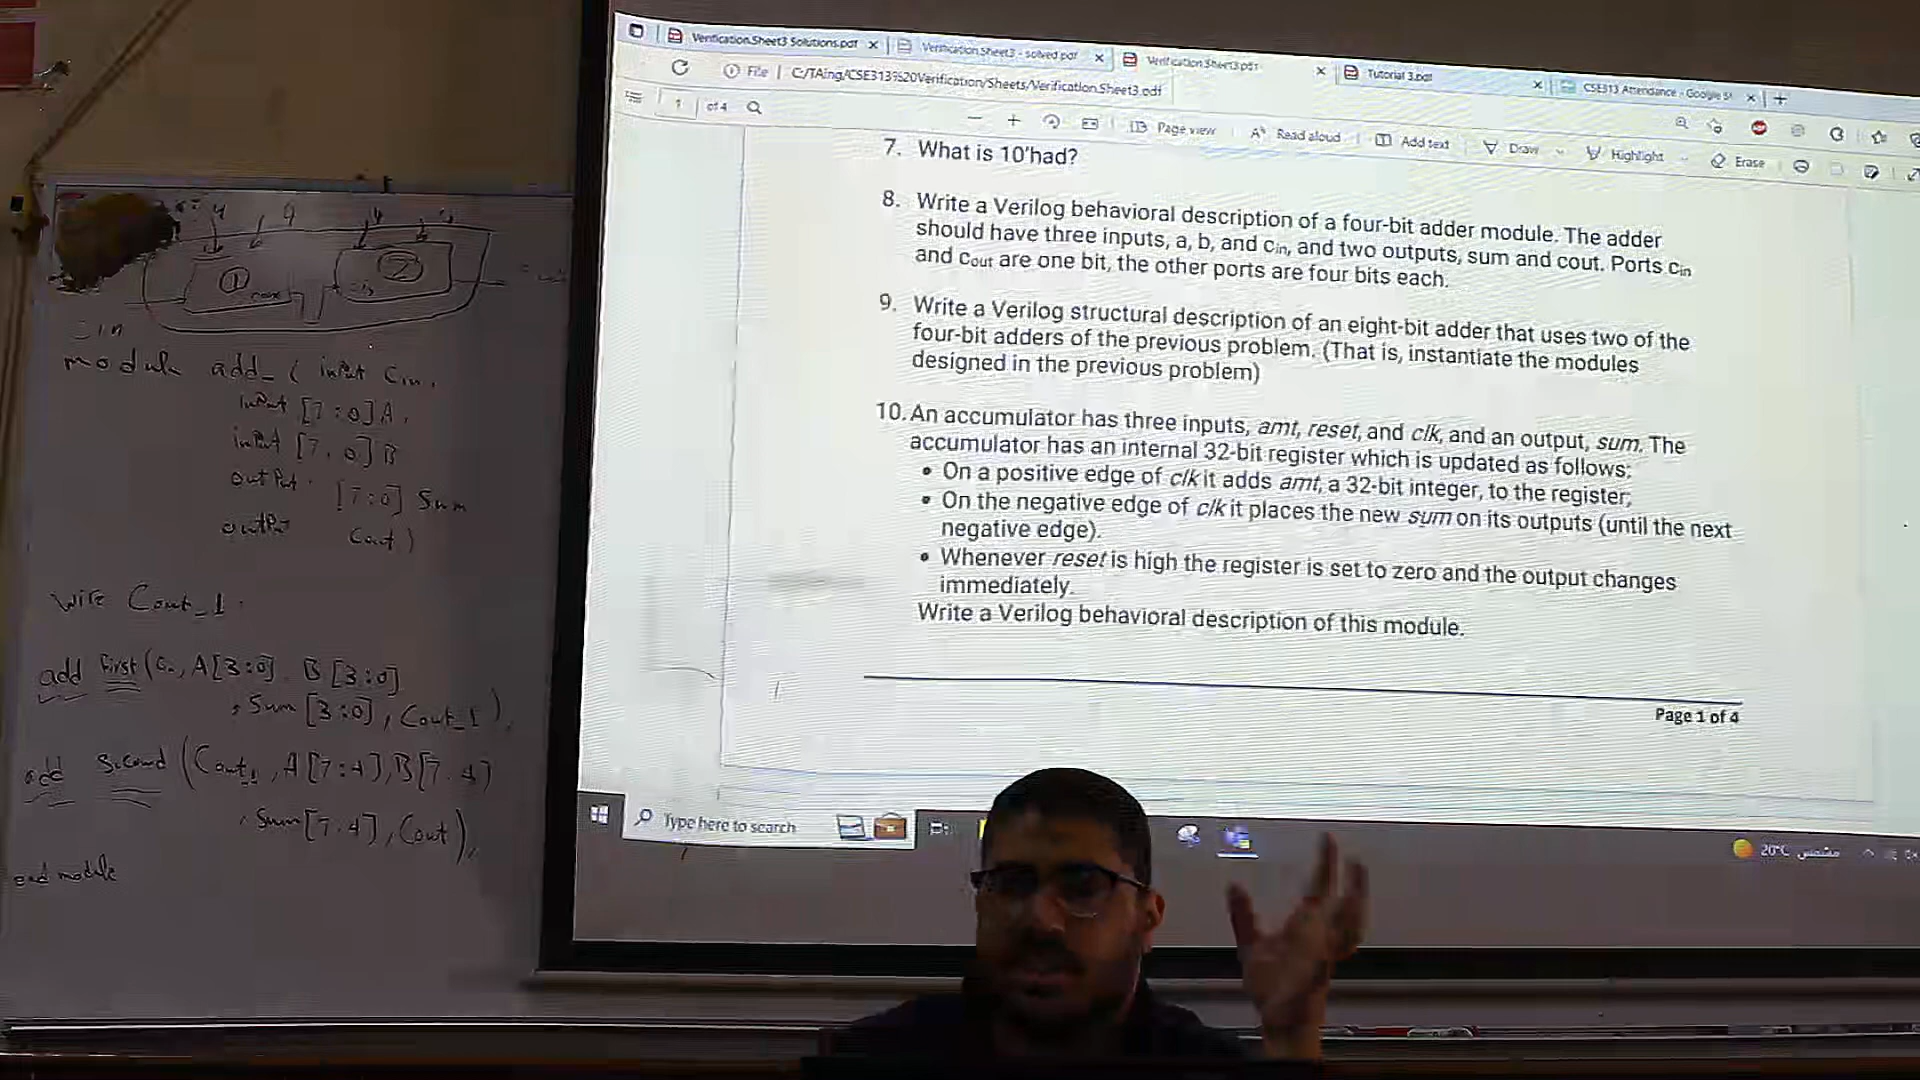 Verification.Sheet3 Solutions.pdf
Verification.Sheet3 - solved.pdf
Verification.Sheet3.pdf
Tutorial 3.pdf
CSE313 Attendance - Google S
File | C:/TAing/CSE313%20Verification/Sheets/Verification.Sheet3.pdf
1 of 4
Page view
Read aloud
Add text
Draw
Highlight
Erase
7. What is 10'had?
8. Write a Verilog behavioral description of a four-bit adder module. The adder
should have three inputs, a, b, and cin, and two outputs, sum and cout. Ports cin
and cout are one bit, the other ports are four bits each.
9. Write a Verilog structural description of an eight-bit adder that uses two of the
four-bit adders of the previous problem. (That is, instantiate the modules
designed in the previous problem)
10. An accumulator has three inputs, amt, reset, and clk, and an output, sum. The
accumulator has an internal 32-bit register which is updated as follows:
• On a positive edge of clk it adds amt, a 32-bit integer, to the register;
• On the negative edge of clk it places the new sum on its outputs (until the next
negative edge).
• Whenever reset is high the register is set to zero and the output changes
immediately.
Write a Verilog behavioral description of this module.
Page 1 of 4
Type here to search
20°C مشمس
1
2
module add_ ( input Cin,
input [7:0] A,
input [7:0] B
output [7:0] Sum
output Cout)
wire Cout_1
add first (Cin, A[3:0] B[3:0]
, Sum [3:0], Cout_1),
add Second (Cout_1, A[7:4], B[7:4]
, Sum [7:4], Cout),
end module